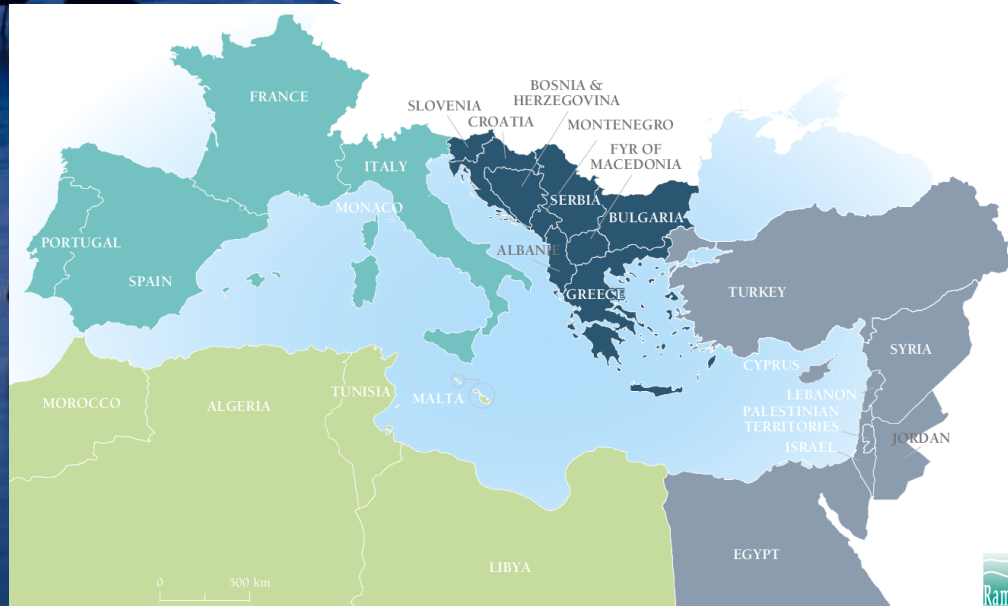 BOSNIA &
HERZEGOVINA
SLOVENIA
CROATIA
MONTENEGRO
FYR OF
MACEDONIA
FRANCE
ITALY
MONACO
SERBIA
BULGARIA
PORTUGAL
SPAIN
ALBANIE
GREECE
TURKEY
SYRIA
CYPRUS
LEBANON
PALESTINIAN
TERRITORIES
ISRAEL
JORDAN
MOROCCO
ALGERIA
TUNISIA
MALTA
LIBYA
EGYPT
0 500 km